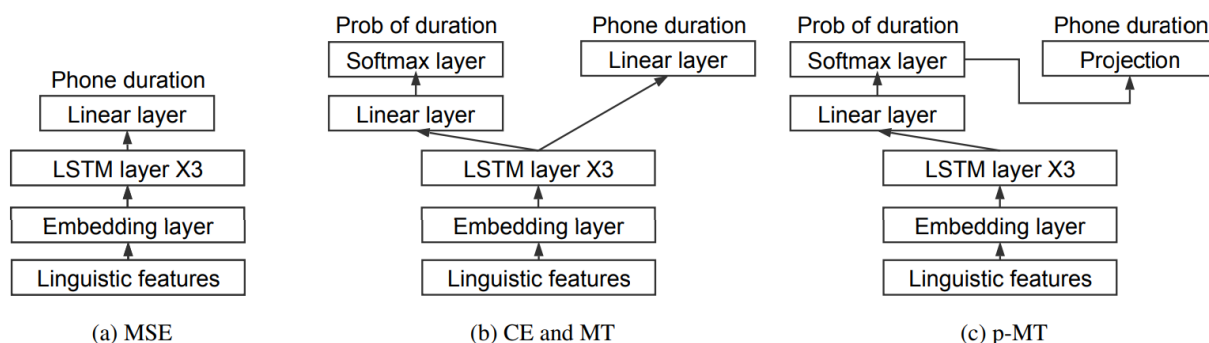 Phone duration
Linear layer
LSTM layer X3
Embedding layer
Linguistic features
(a) MSE
Prob of duration
Softmax layer
Linear layer
Phone duration
Linear layer
LSTM layer X3
Embedding layer
Linguistic features
(b) CE and MT
Prob of duration
Softmax layer
Linear layer
Phone duration
Projection
LSTM layer X3
Embedding layer
Linguistic features
(c) p-MT